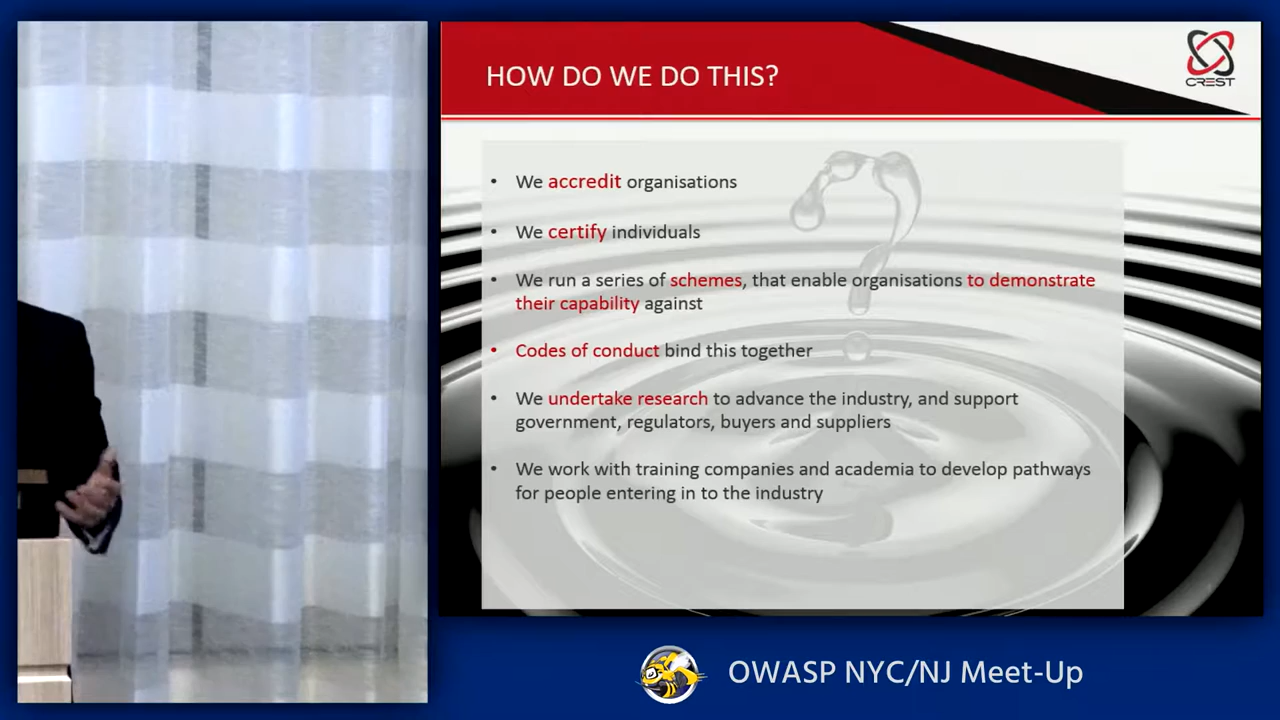 HOW DO WE DO THIS?
CREST
• We accredit organisations
• We certify individuals
• We run a series of schemes, that enable organisations to demonstrate
their capability against
• Codes of conduct bind this together
• We undertake research to advance the industry, and support
government, regulators, buyers and suppliers
• We work with training companies and academia to develop pathways
for people entering in to the industry
OWASP NYC/NJ Meet-Up